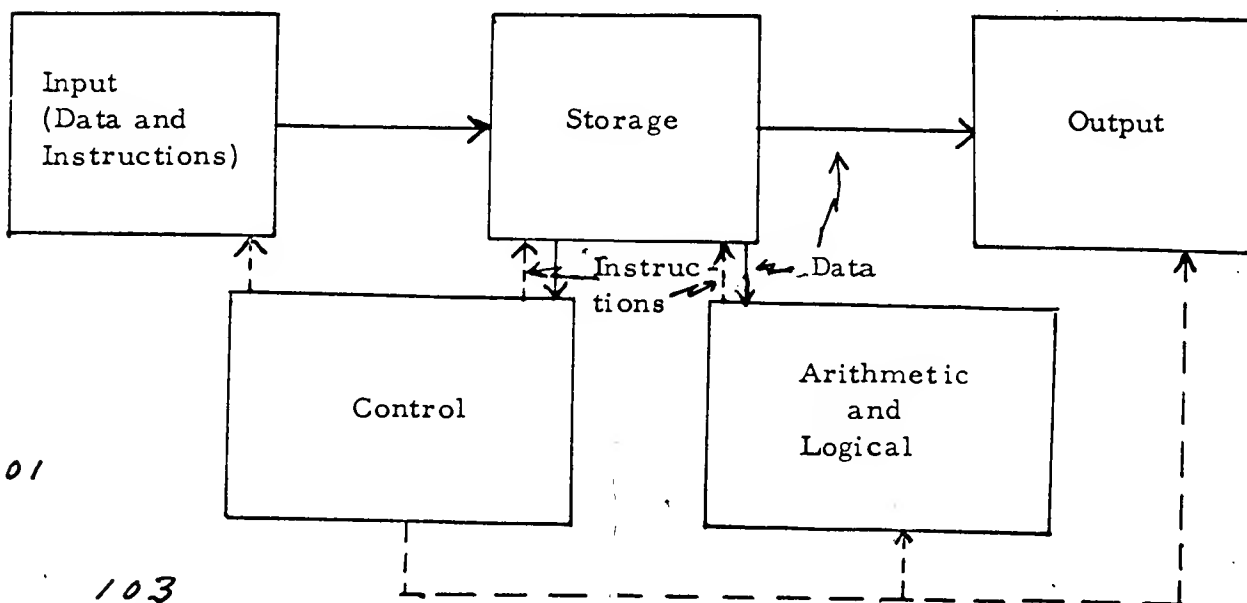 Input
(Data and
Instructions)
Storage
Output
Instruc-
tions
Data
Control
Arithmetic
and
Logical
01
103